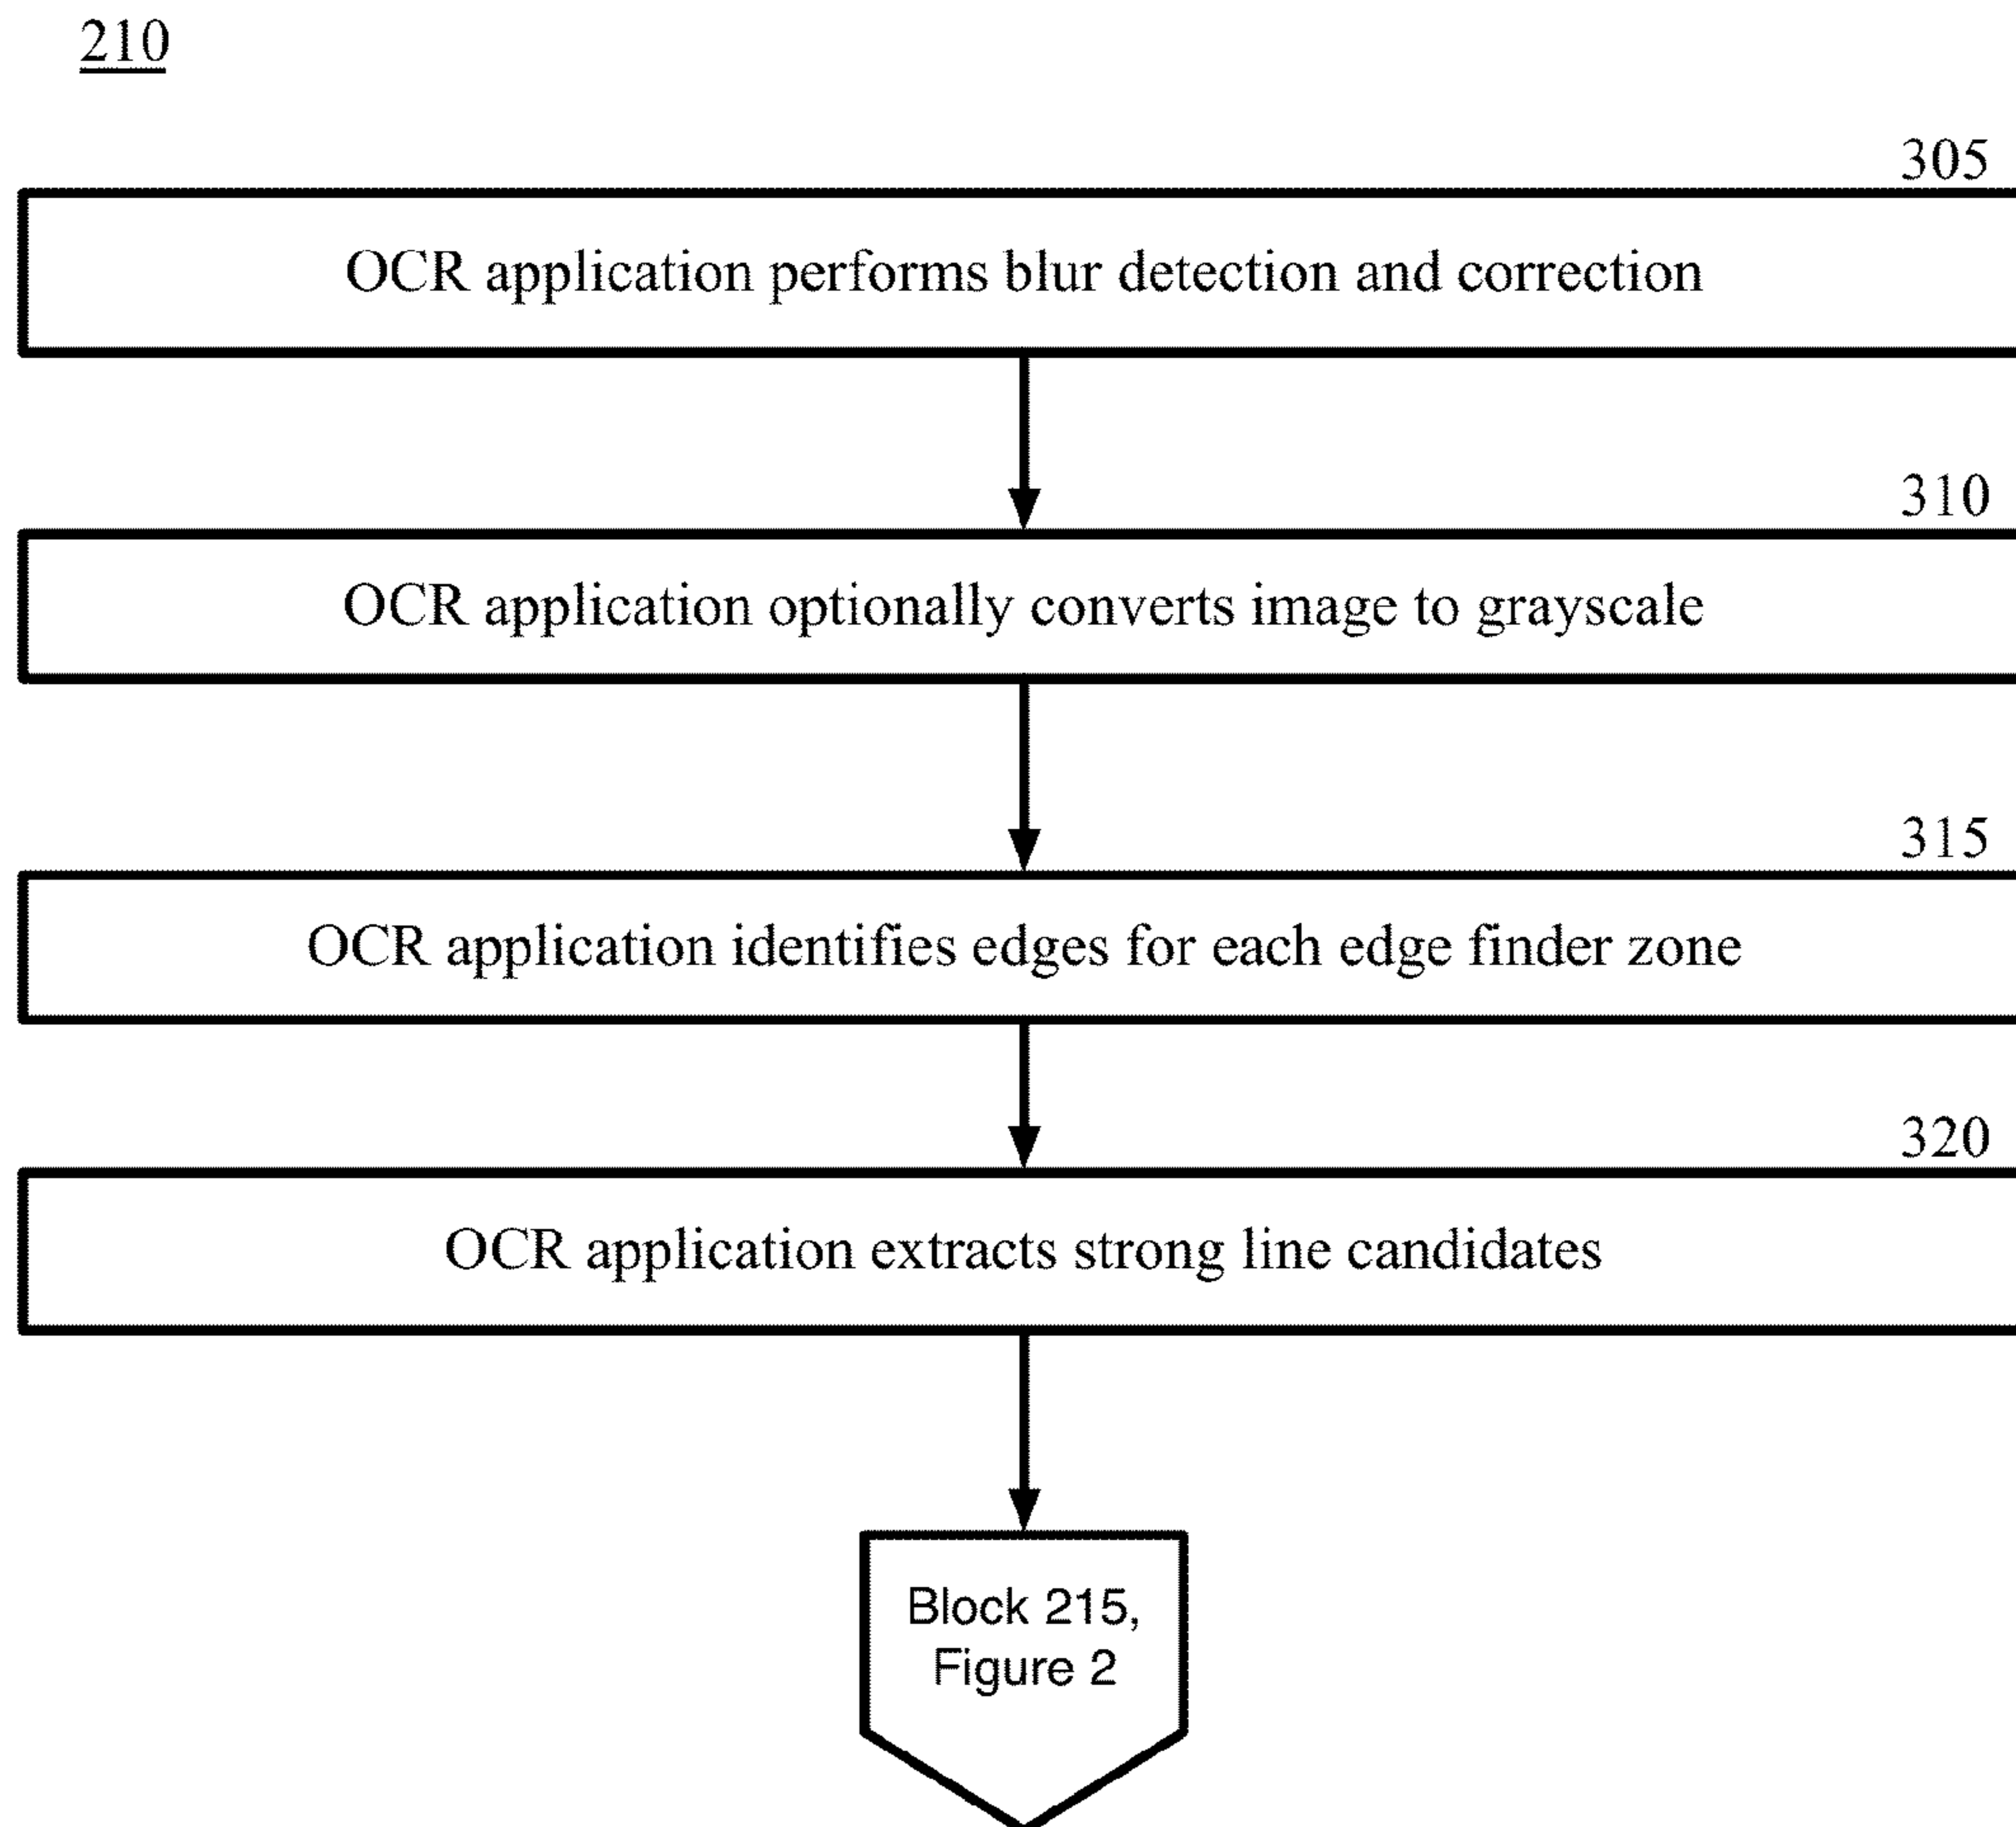 210
305
OCR application performs blur detection and correction
310
OCR application optionally converts image to grayscale
315
OCR application identifies edges for each edge finder zone
320
OCR application extracts strong line candidates
Block 215,
Figure 2